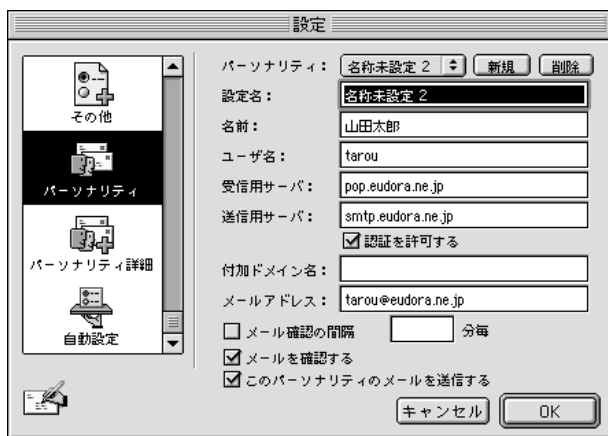 設定
その他
パーソナリティ
パーソナリティ詳細
自動設定
パーソナリティ： 名称未設定 2 新規 削除
設定名： 名称未設定 2
名前： 山田太郎
ユーザ名： tarou
受信用サーバ： pop.eudora.ne.jp
送信用サーバ： smtp.eudora.ne.jp
認証を許可する
付加ドメイン名：
メールアドレス： tarou@eudora.ne.jp
メール確認の間隔 分毎
メールを確認する
このパーソナリティのメールを送信する
キャンセル OK